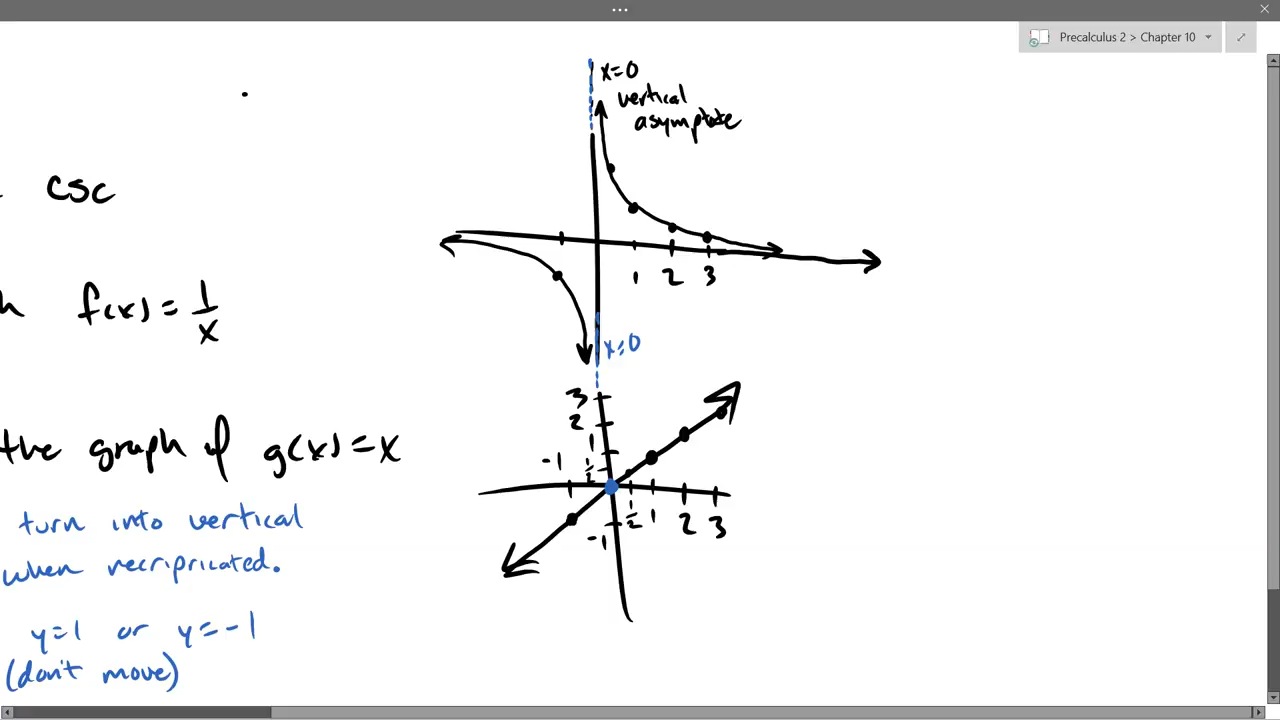 Precalculus 2 > Chapter 10
x=0
vertical
asymptote
csc
1 2 3
f(x) = 1/x
x=0
3
2
1
1/2
-1
the graph of g(x)=x
1/2 1 2 3
-1
turn into vertical
when recripricated.
y=1 or y=-1
(don't move)